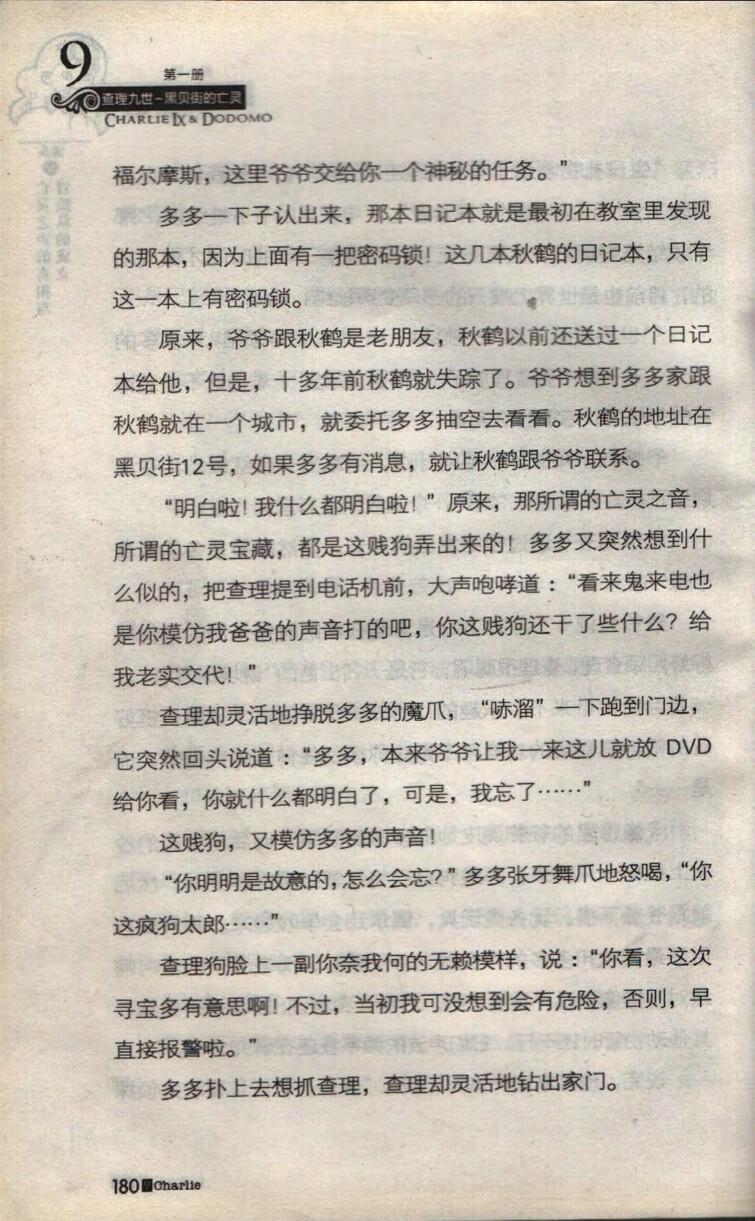 9
第一册
查理九世-黑贝街的亡灵
CHARLIE IX & DODOMO
福尔摩斯，这里爷爷交给你一个神秘的任务。”
多多一下子认出来，那本日记本就是最初在教室里发现
的那本，因为上面有一把密码锁！这几本秋鹤的日记本，只有
这一本上有密码锁。
原来，爷爷跟秋鹤是老朋友，秋鹤以前还送过一个日记
本给他，但是，十多年前秋鹤就失踪了。爷爷想到多多家跟
秋鹤就在一个城市，就委托多多抽空去看看。秋鹤的地址在
黑贝街12号，如果多多有消息，就让秋鹤跟爷爷联系。
“明白啦！我什么都明白啦！”原来，那所谓的亡灵之音，
所谓的亡灵宝藏，都是这贱狗弄出来的！多多又突然想到什
么似的，把查理提到电话机前，大声咆哮道：“看来鬼来电也
是你模仿我爸爸的声音打的吧，你这贱狗还干了些什么？给
我老实交代！”
查理却灵活地挣脱多多的魔爪，“哧溜”一下跑到门边，
它突然回头说道：“多多，本来爷爷让我一来这儿就放 DVD
给你看，你就什么都明白了，可是，我忘了……”
这贱狗，又模仿多多的声音！
“你明明是故意的，怎么会忘？”多多张牙舞爪地怒喝，“你
这疯狗太郎……”
查理狗脸上一副你奈我何的无赖模样，说：“你看，这次
寻宝多有意思啊！不过，当初我可没想到会有危险，否则，早
直接报警啦。”
多多扑上去想抓查理，查理却灵活地钻出家门。
180 Charlie